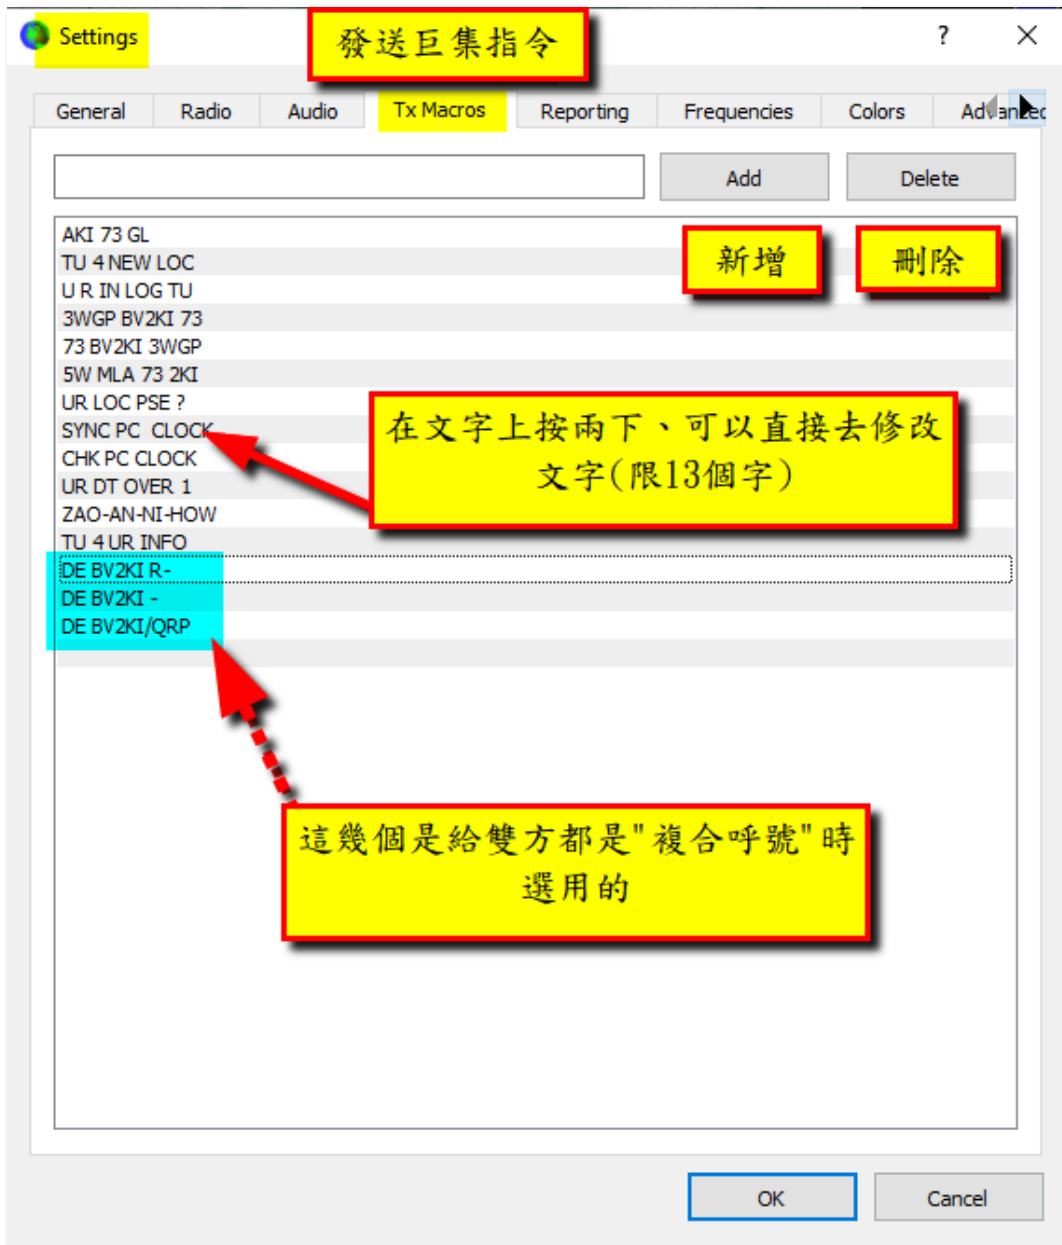 Settings
發送巨集指令
?
General Radio Audio Tx Macros Reporting Frequencies Colors Advanced
Add Delete
AKI 73 GL
TU 4 NEW LOC
U R IN LOG TU
3WGP BV2KI 73
73 BV2KI 3WGP
5W MLA 73 2KI
UR LOC PSE ?
SYNC PC CLOCK
CHK PC CLOCK
UR DT OVER 1
ZAO-AN-NI-HOW
TU 4 UR INFO
DE BV2KI R-
DE BV2KI -
DE BV2KI/QRP
新增
刪除
在文字上按兩下、可以直接去修改
文字(限13個字)
這幾個是給雙方都是"複合呼號"時
選用的
OK Cancel